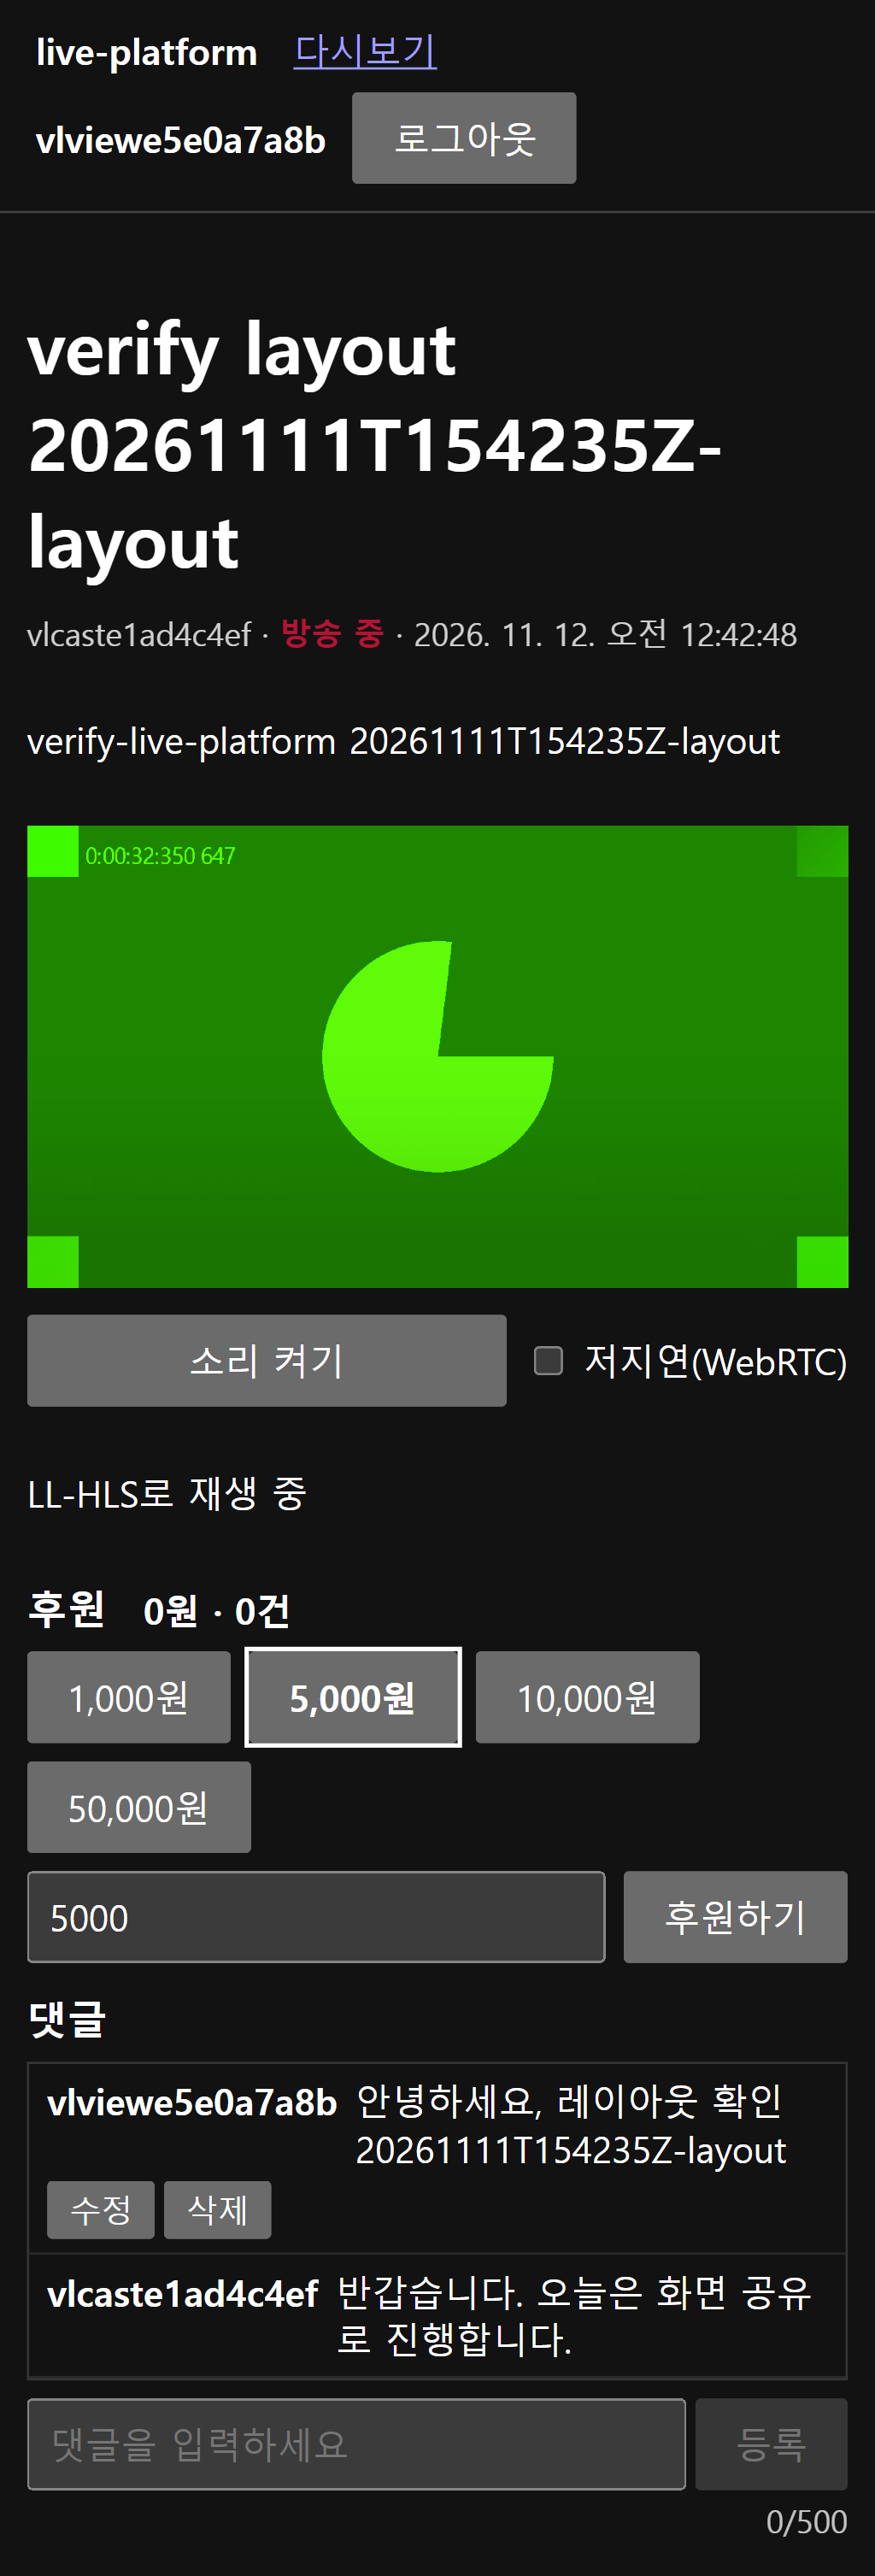 live-platform 다시보기
vlviewe5e0a7a8b 로그아웃
verify layout
20261111T154235Z-
layout
vlcaste1ad4c4ef · 방송 중 · 2026. 11. 12. 오전 12:42:48
verify-live-platform 20261111T154235Z-layout
0:00:32:350 647
소리 켜기 저지연(WebRTC)
LL-HLS로 재생 중
후원 0원 · 0건
1,000원 5,000원 10,000원
50,000원
5000 후원하기
댓글
vlviewe5e0a7a8b 안녕하세요, 레이아웃 확인
20261111T154235Z-layout
수정 삭제
vlcaste1ad4c4ef 반갑습니다. 오늘은 화면 공유
로 진행합니다.
댓글을 입력하세요 등록
0/500